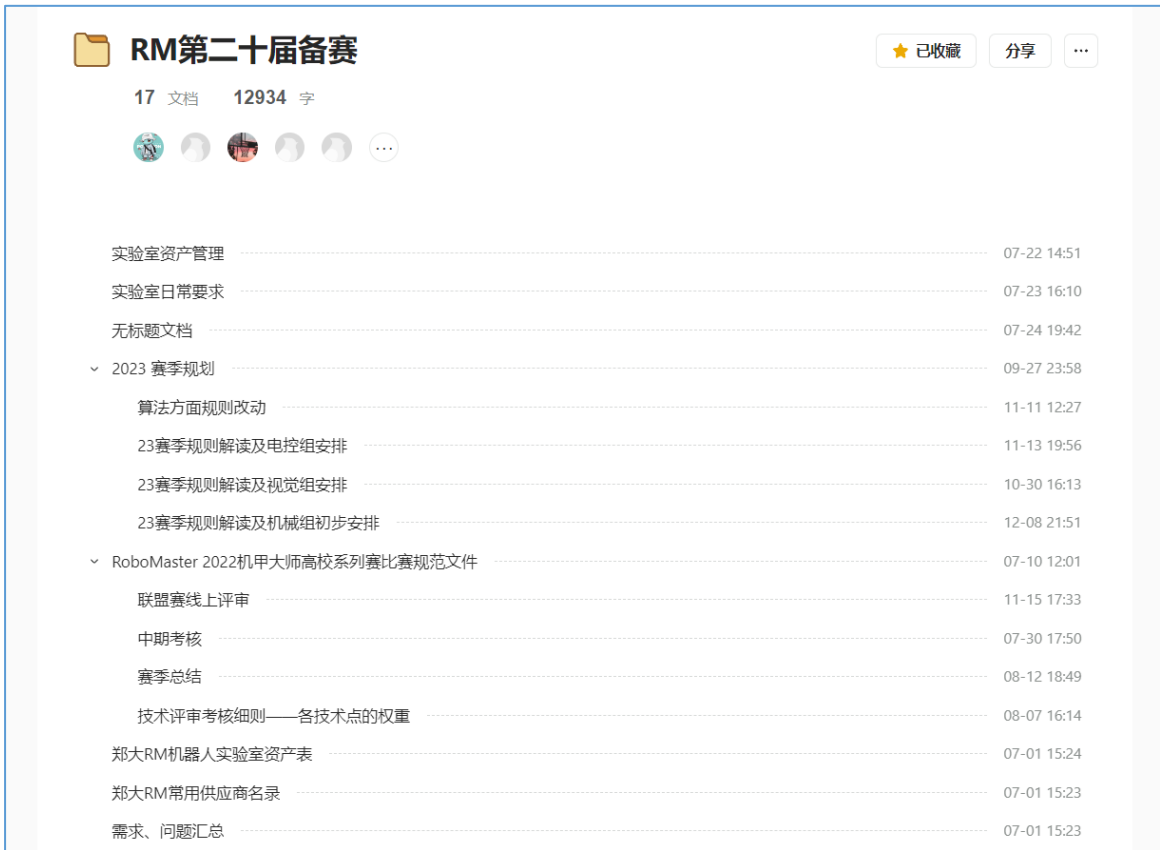 RM第二十届备赛
已收藏 分享 ···
17 文档 12934 字
···
实验室资产管理 07-22 14:51
实验室日常要求 07-23 16:10
无标题文档 07-24 19:42
2023 赛季规划 09-27 23:58
算法方面规则改动 11-11 12:27
23赛季规则解读及电控组安排 11-13 19:56
23赛季规则解读及视觉组安排 10-30 16:13
23赛季规则解读及机械组初步安排 12-08 21:51
RoboMaster 2022机甲大师高校系列赛比赛规范文件 07-10 12:01
联盟赛线上评审 11-15 17:33
中期考核 07-30 17:50
赛季总结 08-12 18:49
技术评审考核细则——各技术点的权重 08-07 16:14
郑大RM机器人实验室资产表 07-01 15:24
郑大RM常用供应商名录 07-01 15:23
需求、问题汇总 07-01 15:23